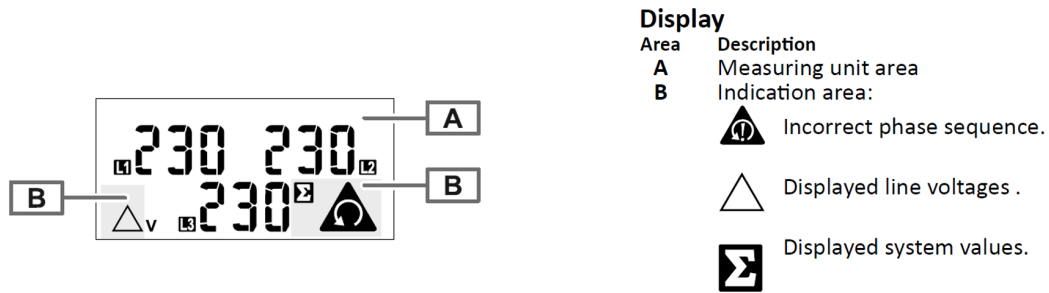 Display
Area Description
A Measuring unit area
B Indication area:
Incorrect phase sequence.
Displayed line voltages .
Σ Displayed system values.
A
230 230
L1 L2
B
B
230 Σ
V L3